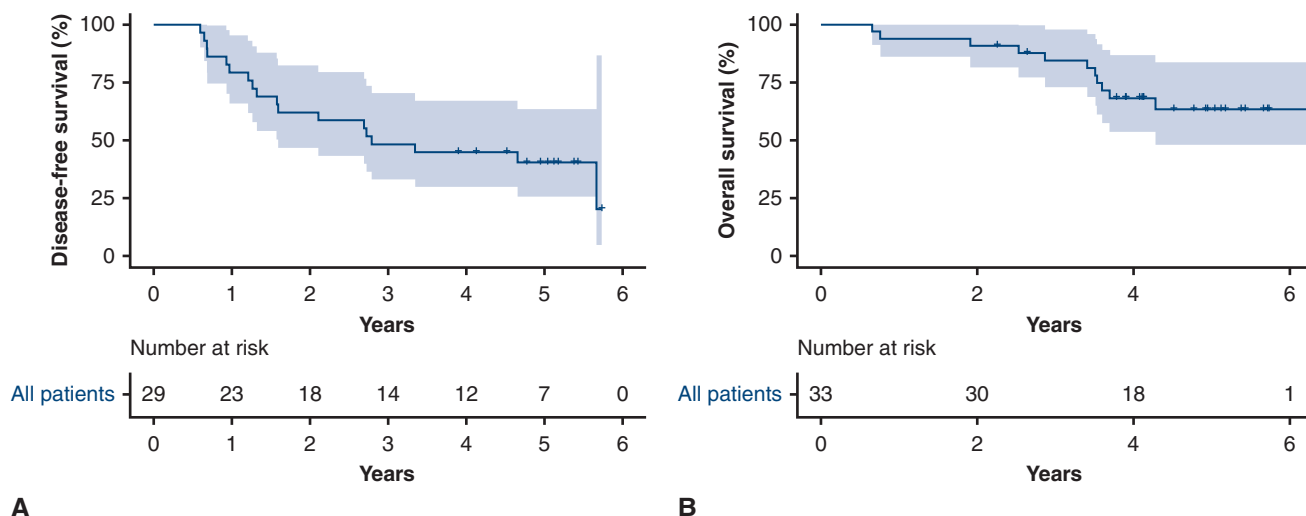 Disease-free survival (%)
100
75
50
25
0
0 1 2 3 4 5 6
Years
Number at risk
All patients 29 23 18 14 12 7 0
0 1 2 3 4 5 6
Years
A
Overall survival (%)
100
75
50
25
0
0 2 4 6
Years
Number at risk
All patients 33 30 18 1
0 2 4 6
Years
B